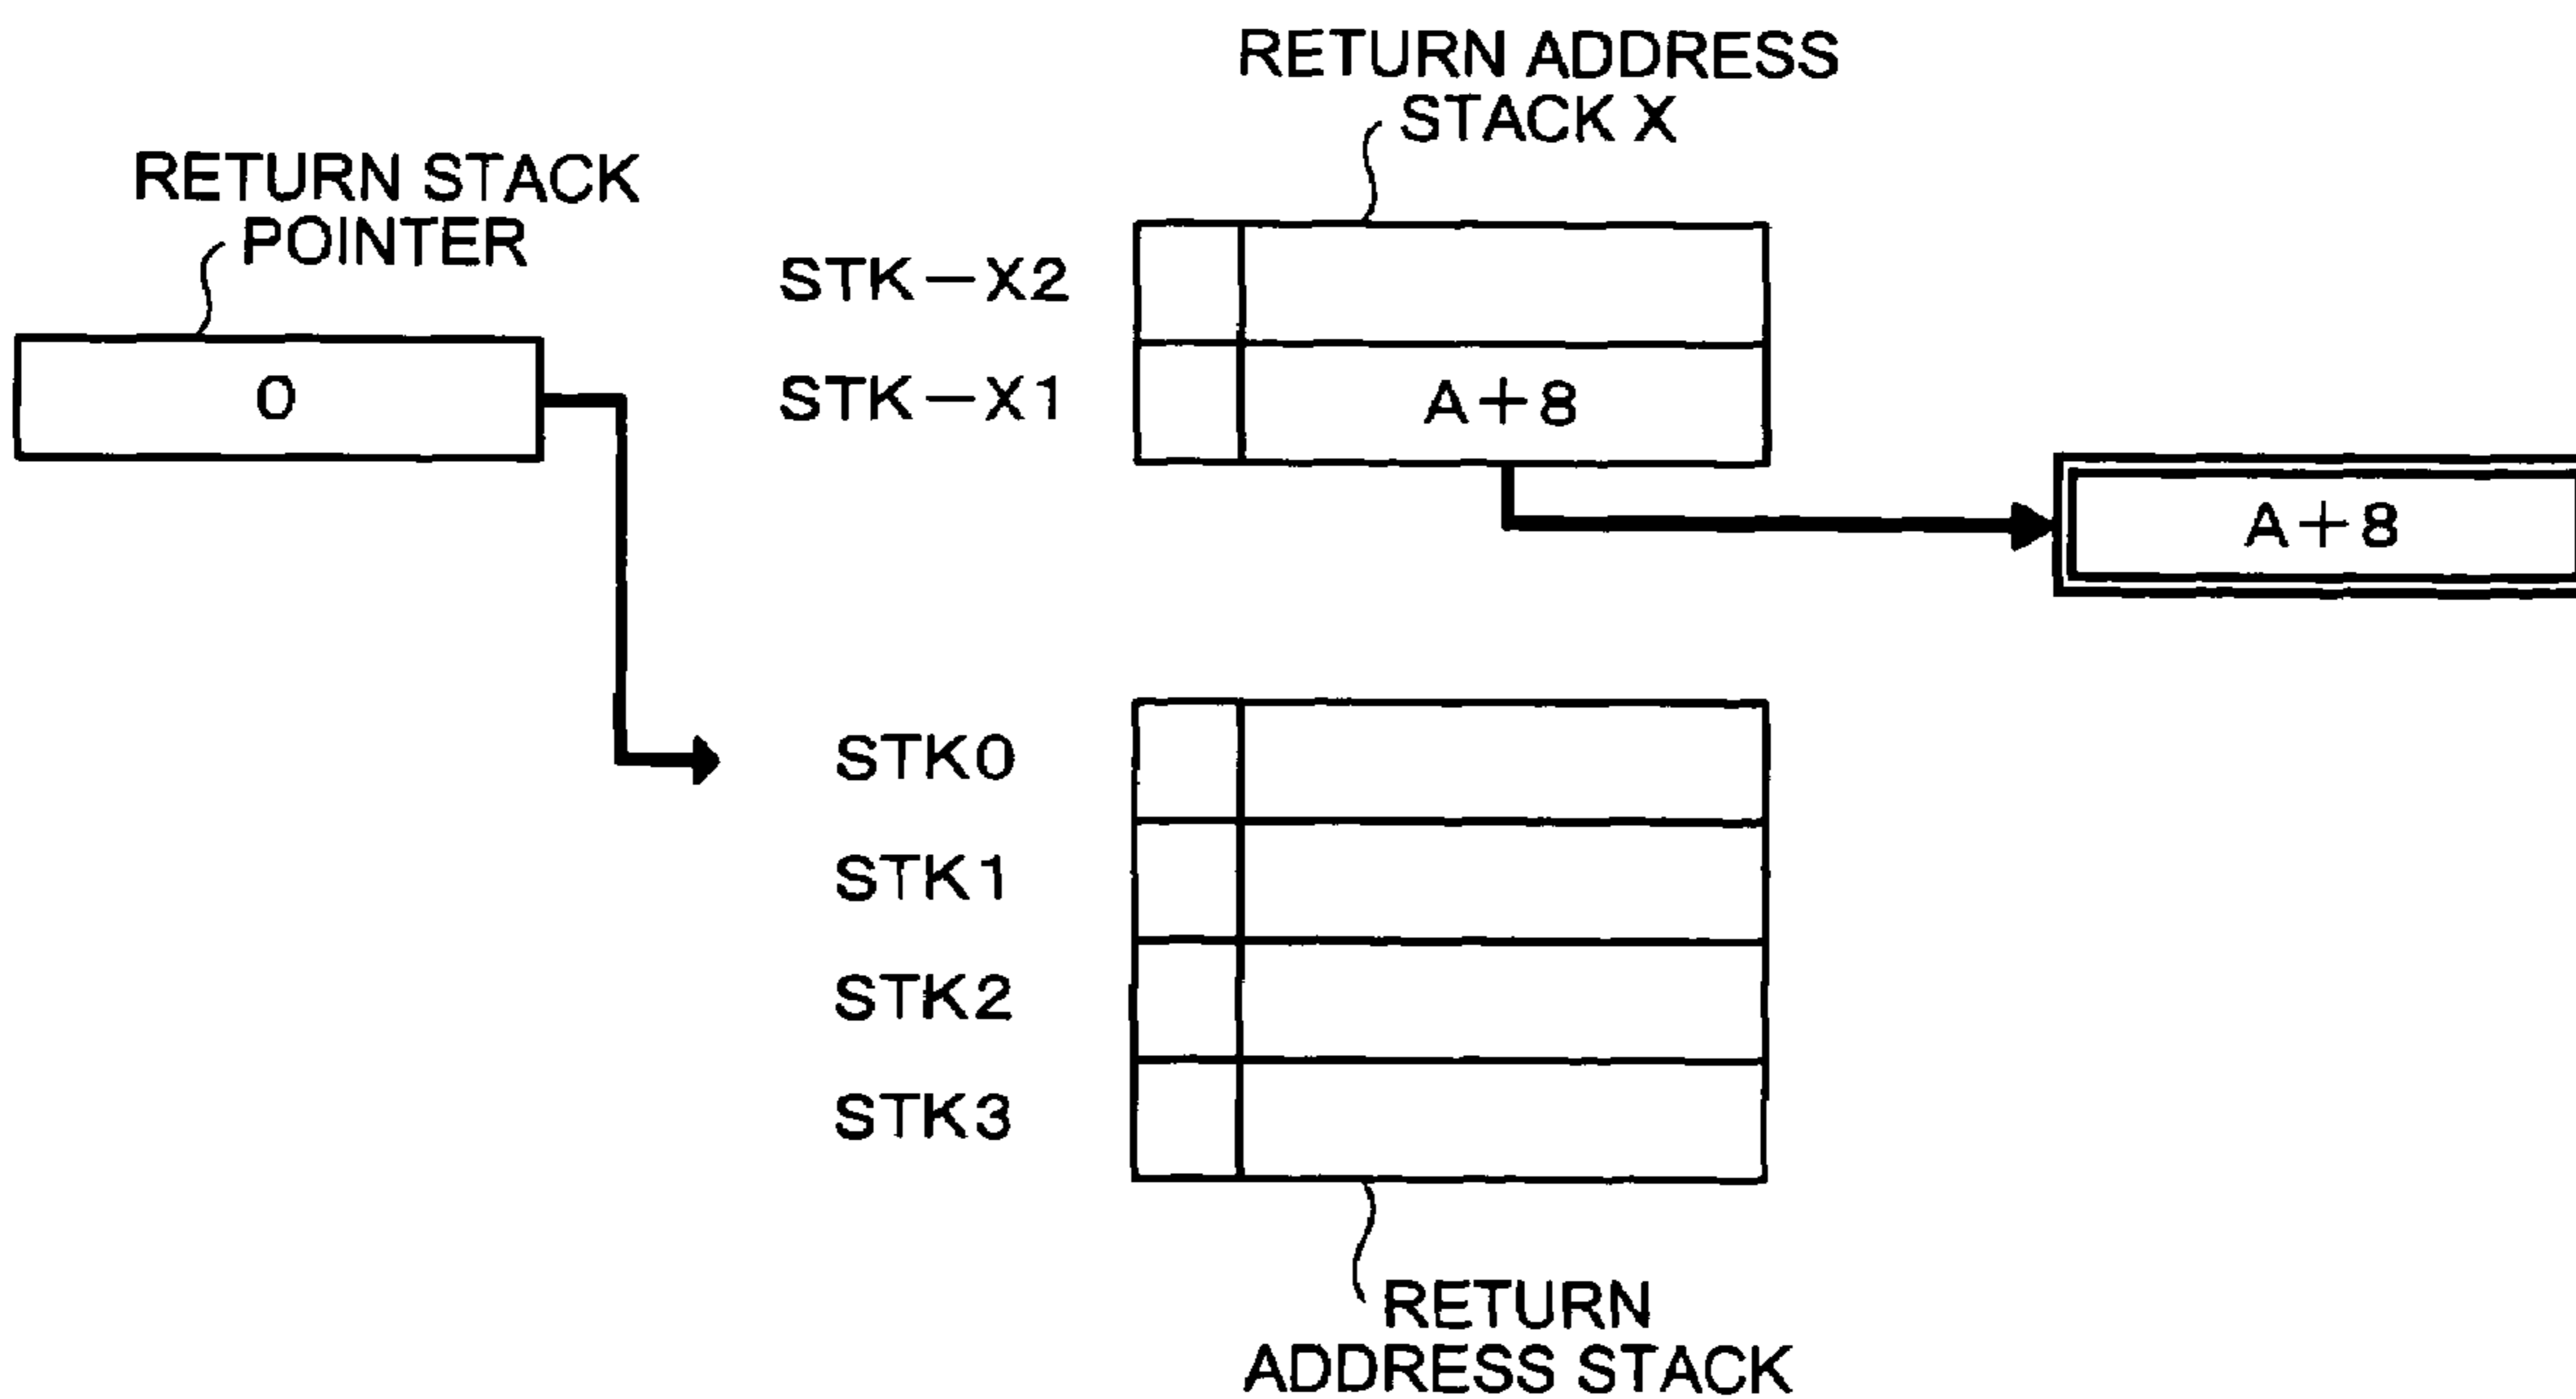 RETURN ADDRESS
STACK X
RETURN STACK
POINTER
STK-X2
0
STK-X1
A+8
A+8
STK0
STK1
STK2
STK3
RETURN
ADDRESS STACK